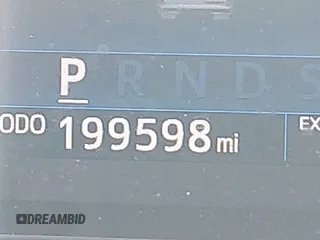 P R N D S
ODO 199598 mi EX
DREAMBID